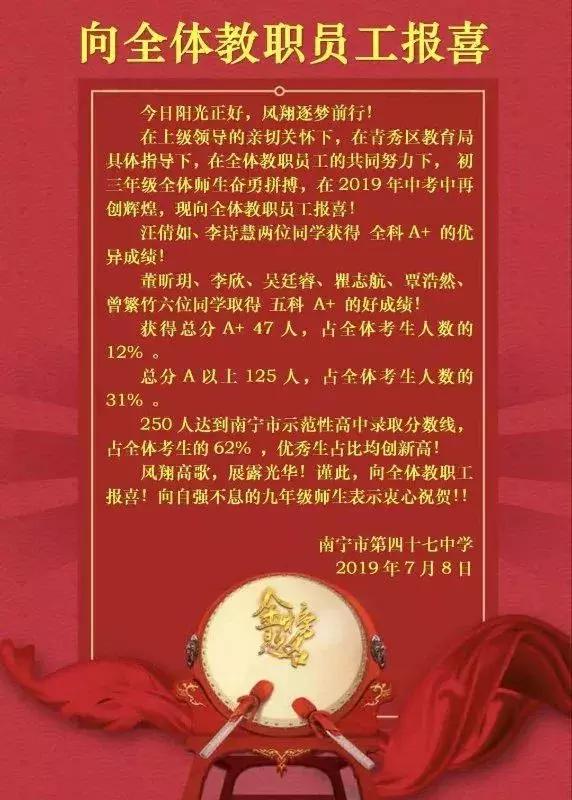 向全体教职员工报喜
今日阳光正好，风翔逐梦前行！
在上级领导的亲切关怀下，在青秀区教育局
具体指导下，在全体教职员工的共同努力下， 初
三年级全体师生奋勇拼搏，在 2019 年中考中再
创辉煌，现向全体教职员工报喜！
汪倩如、李诗慧两位同学获得 全科 A+ 的优
异成绩！
董昕玥、李欣、吴廷睿、瞿志航、覃浩然、
曾繁竹六位同学取得 五科 A+ 的好成绩！
获得总分 A+ 47 人，占全体考生人数的
12% 。
总分 A 以上 125 人，占全体考生人数的
31% 。
250 人达到南宁市示范性高中录取分数线，
占全体考生的 62% ，优秀生占比均创新高！
风翔高歌，展露光华！谨此，向全体教职工
报喜！向自强不息的九年级师生表示衷心祝贺！！
南宁市第四十七中学
2019 年 7 月 8 日
金榜
题名